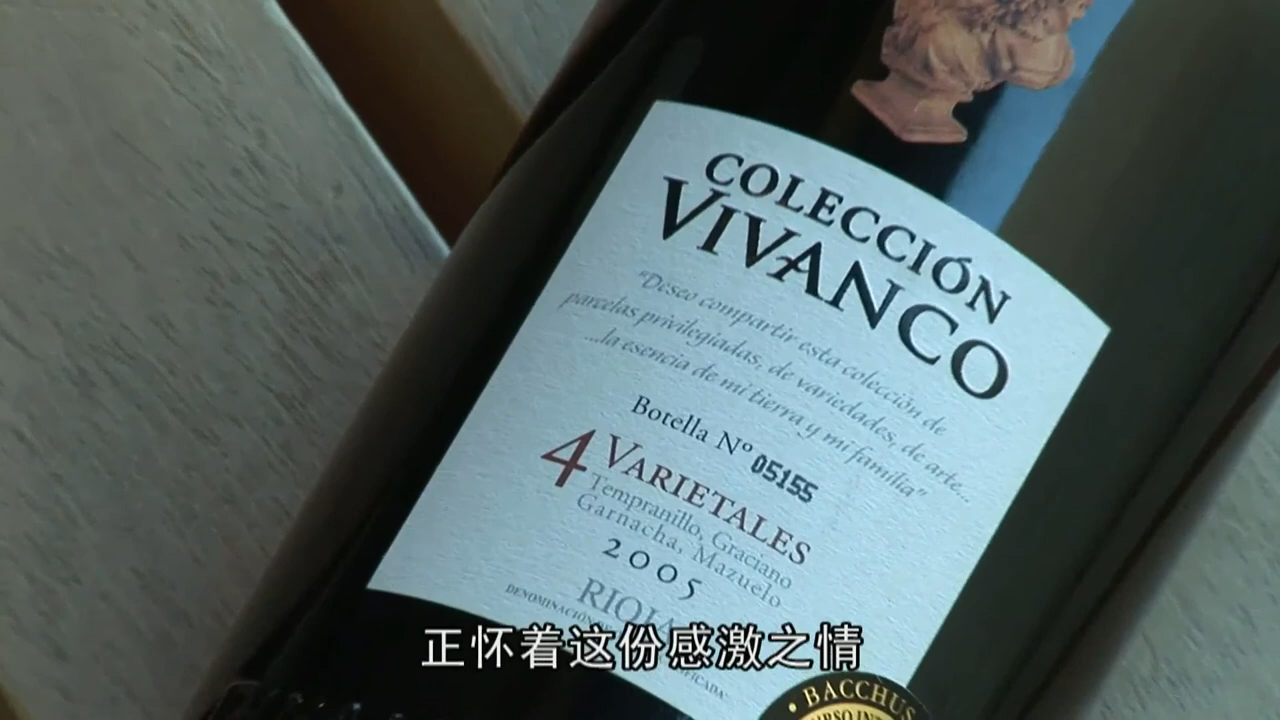 COLECCIÓN
VIVANCO
"Deseo compartir esta colección de
parcelas privilegiadas, de variedades, de arte...
...la esencia de mi tierra y mi familia"
Botella Nº 05155
4 VARIETALES
Tempranillo, Graciano
Garnacha, Mazuelo
2005
RIOJA
DENOMINACIÓN
正怀着这份感激之情
BACCHUS